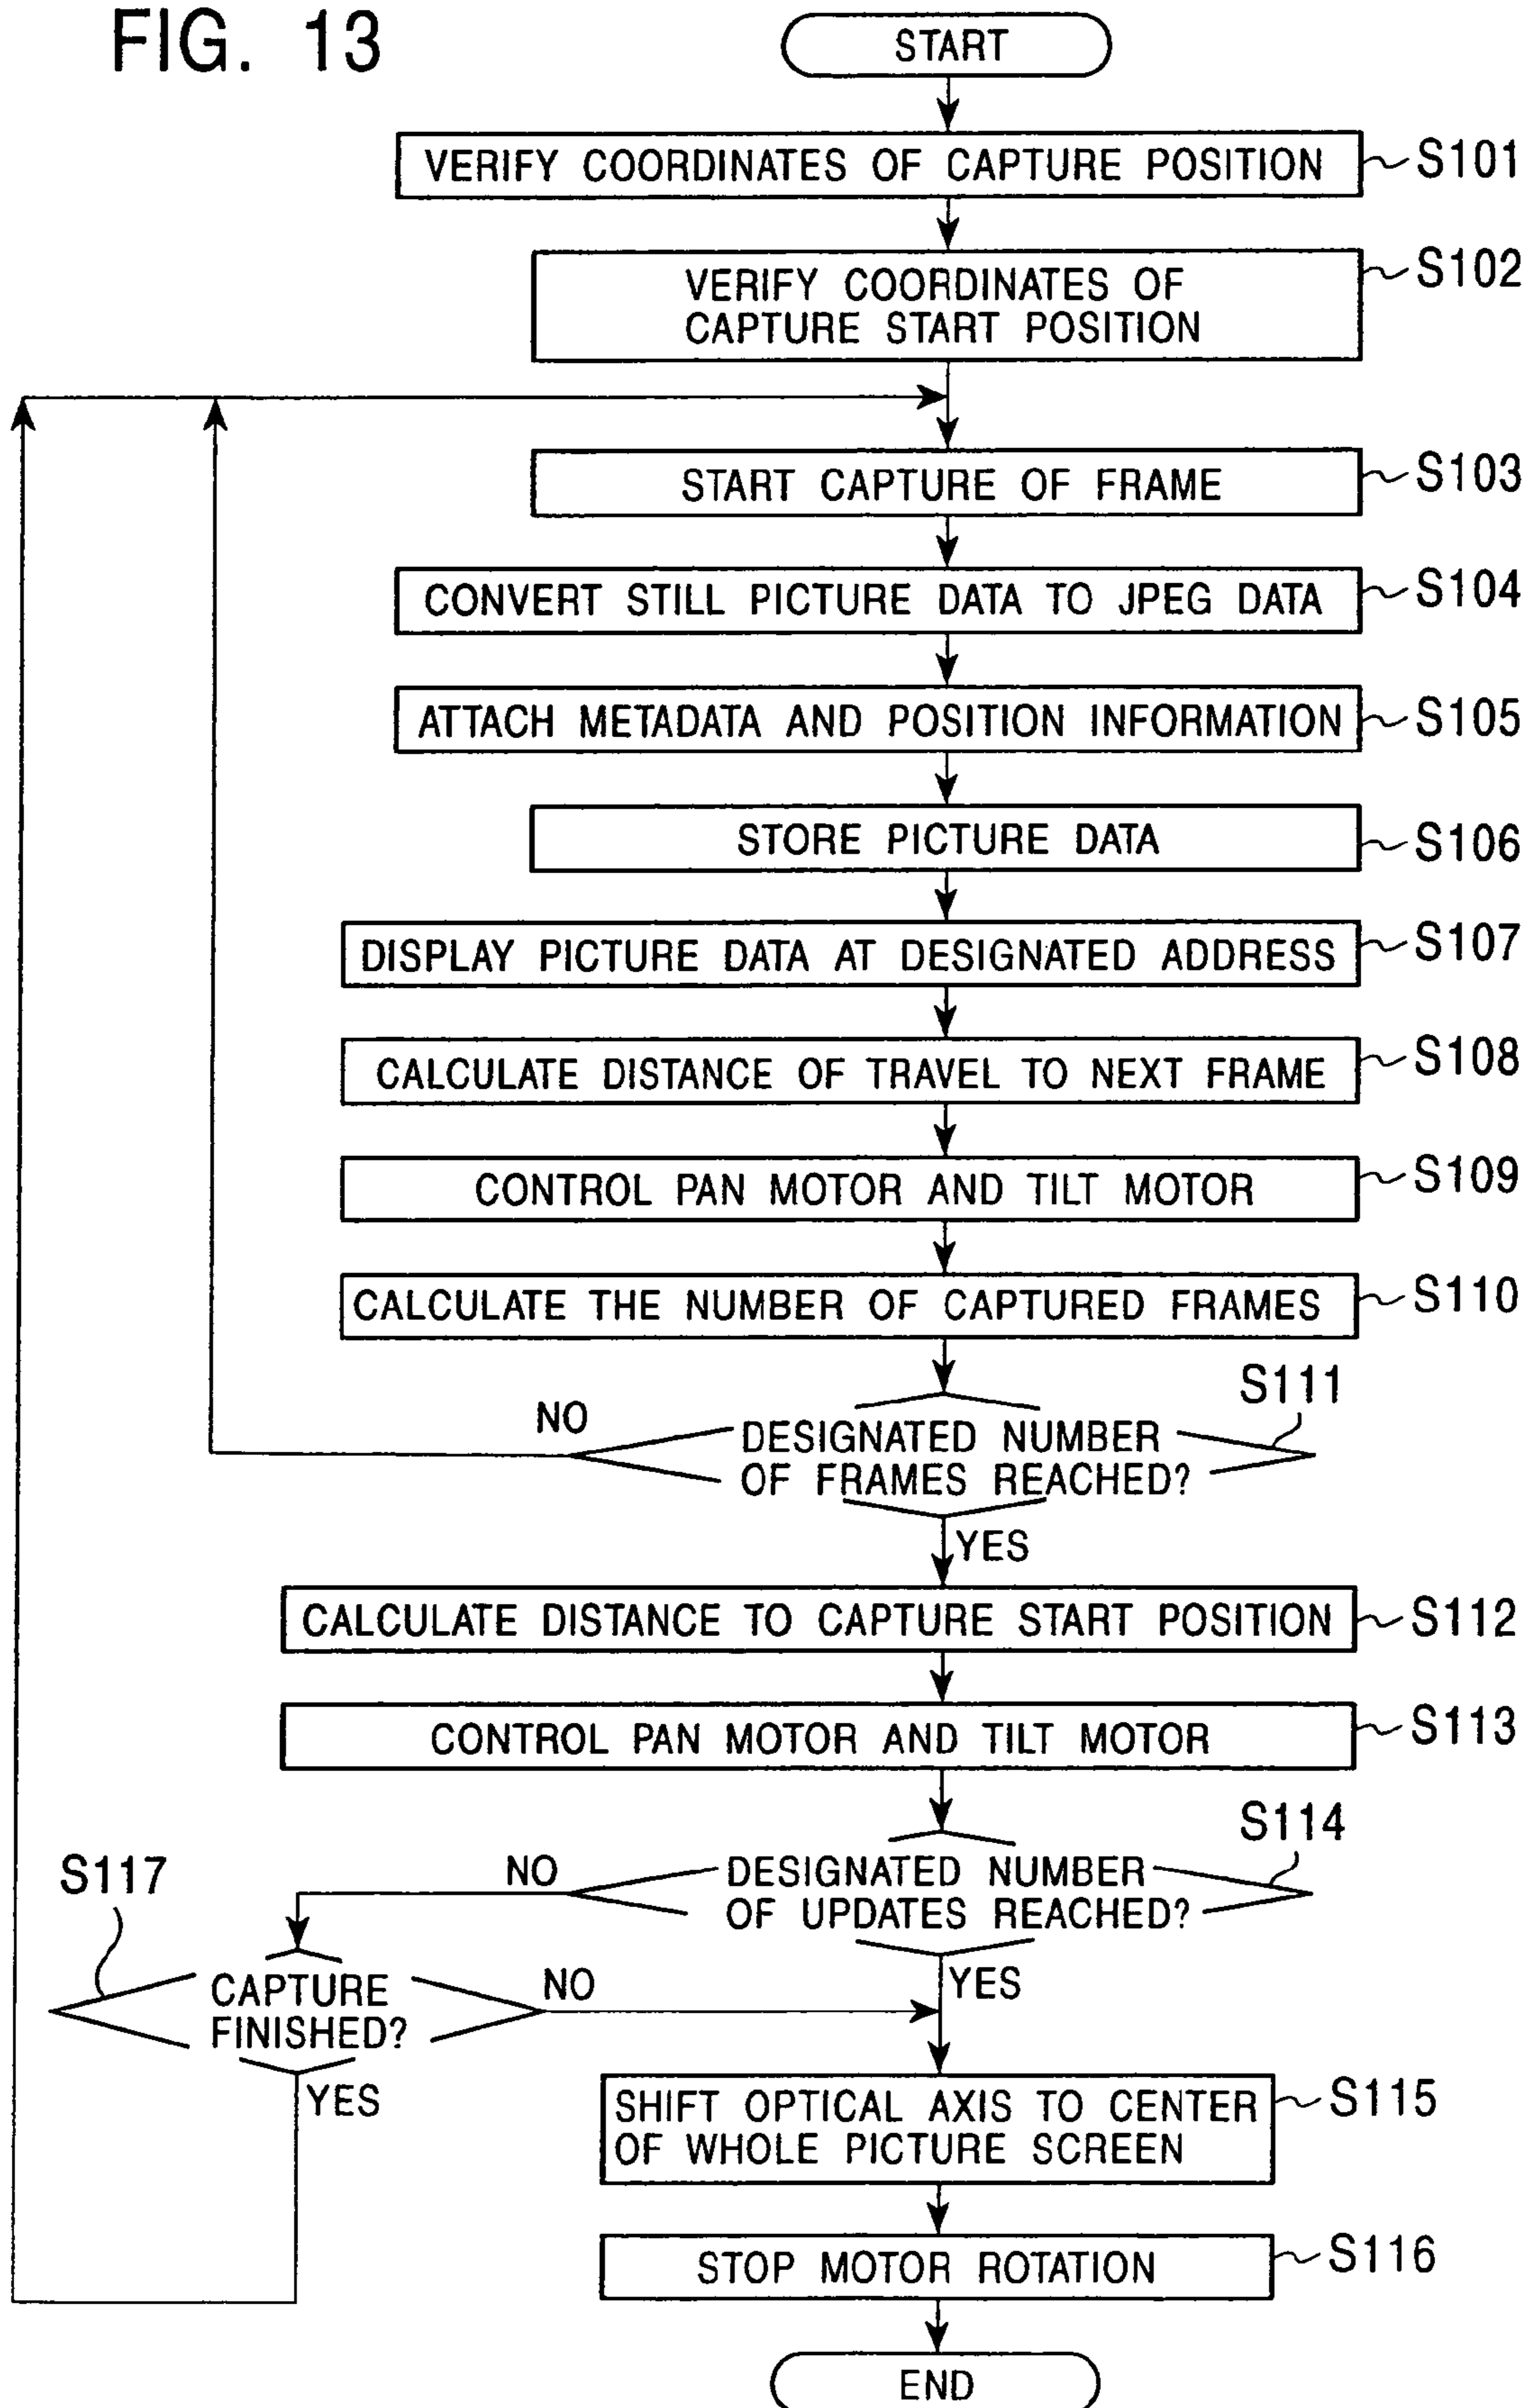 FIG. 13
START
VERIFY COORDINATES OF CAPTURE POSITION
S101
VERIFY COORDINATES OF
CAPTURE START POSITION
S102
START CAPTURE OF FRAME
S103
CONVERT STILL PICTURE DATA TO JPEG DATA
S104
ATTACH METADATA AND POSITION INFORMATION
S105
STORE PICTURE DATA
S106
DISPLAY PICTURE DATA AT DESIGNATED ADDRESS
S107
CALCULATE DISTANCE OF TRAVEL TO NEXT FRAME
S108
CONTROL PAN MOTOR AND TILT MOTOR
S109
CALCULATE THE NUMBER OF CAPTURED FRAMES
S110
S111
NO
DESIGNATED NUMBER
OF FRAMES REACHED?
YES
CALCULATE DISTANCE TO CAPTURE START POSITION
S112
CONTROL PAN MOTOR AND TILT MOTOR
S113
S114
NO
DESIGNATED NUMBER
OF UPDATES REACHED?
YES
S117
CAPTURE
FINISHED?
NO
YES
SHIFT OPTICAL AXIS TO CENTER
OF WHOLE PICTURE SCREEN
S115
STOP MOTOR ROTATION
S116
END